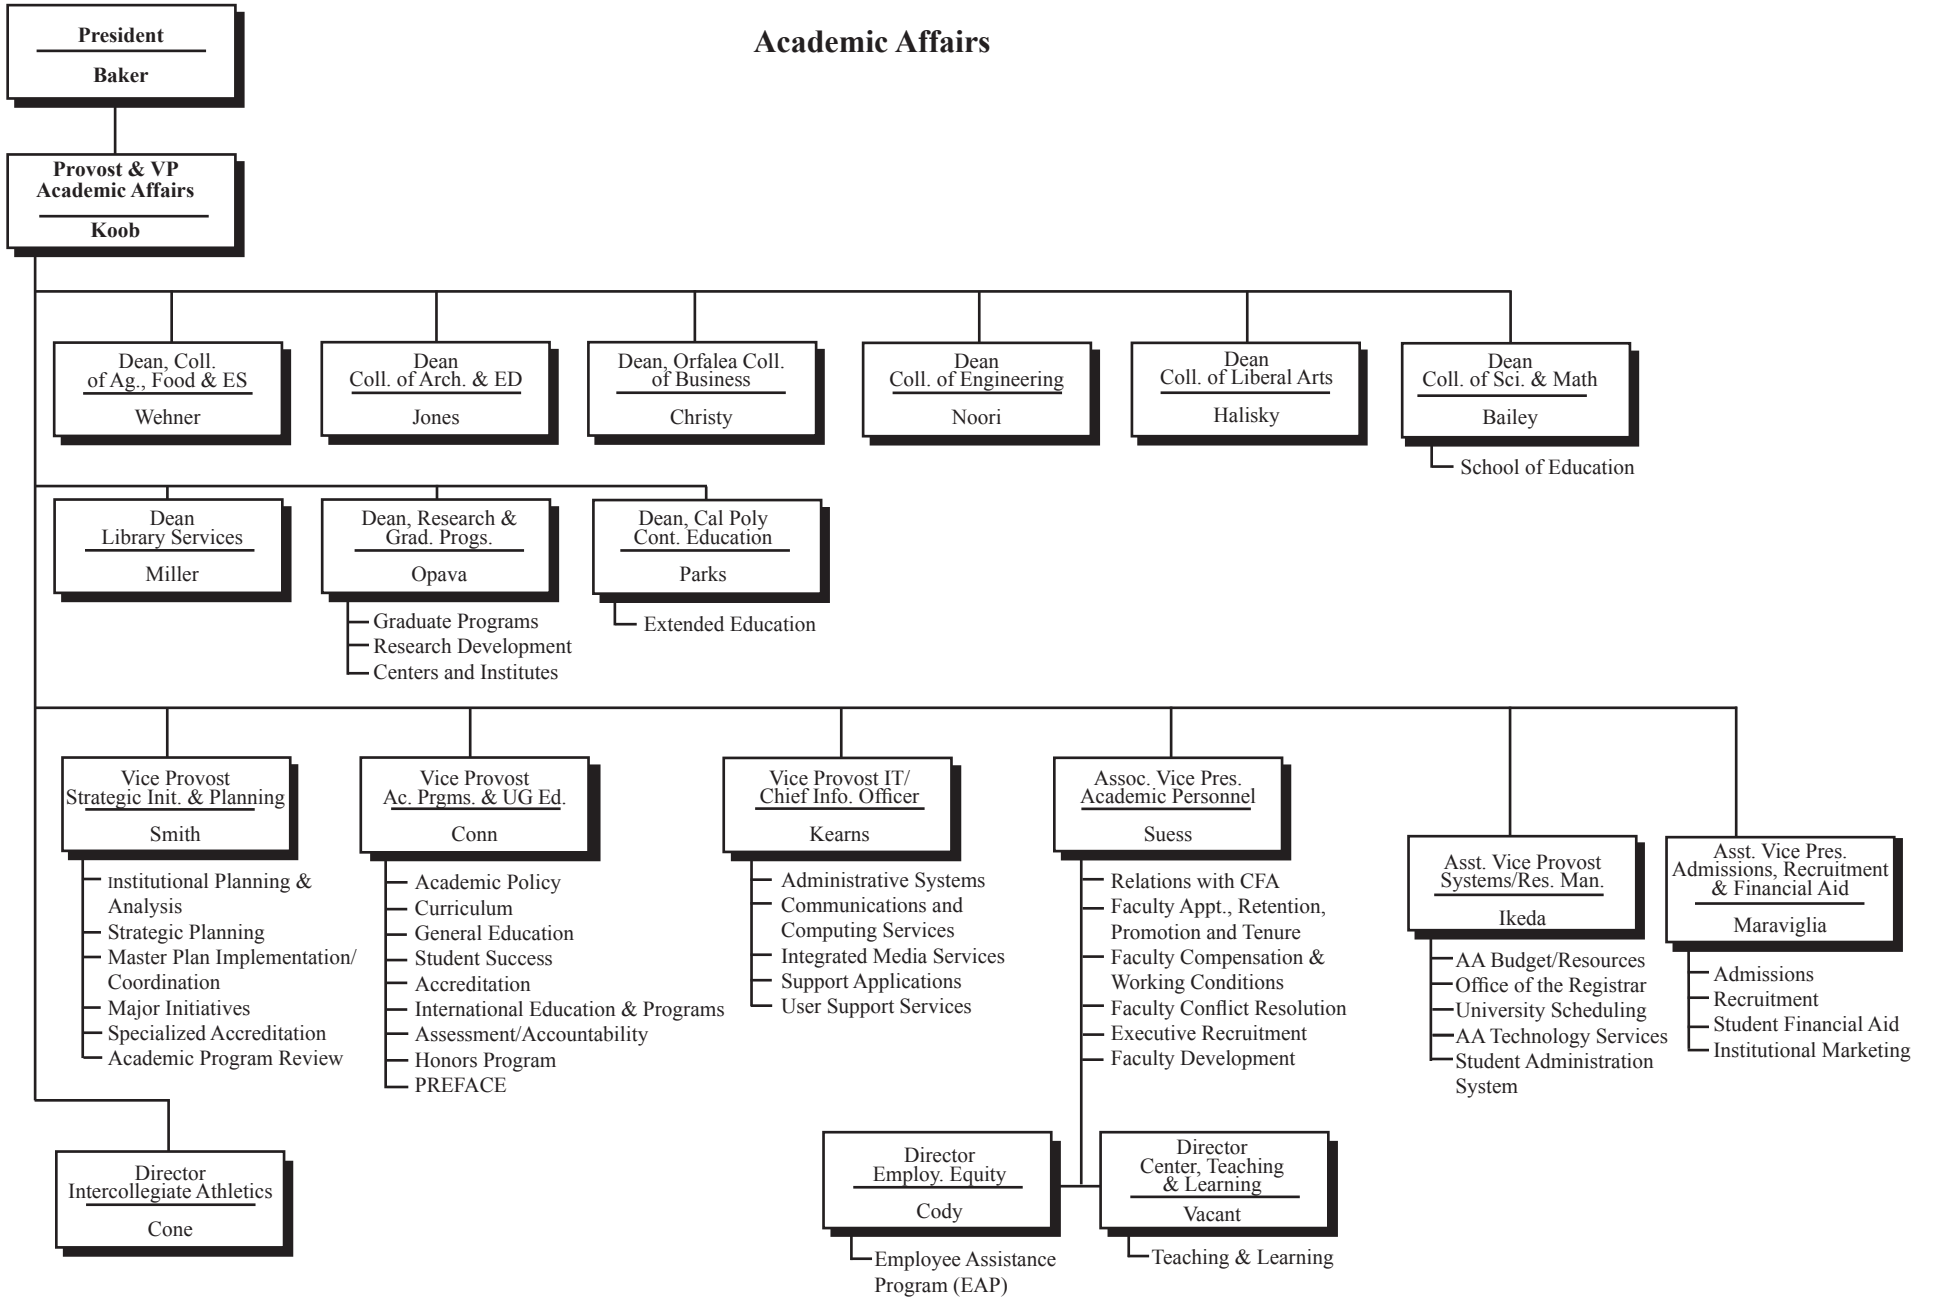 Academic Affairs
President
Baker
Provost & VP
Academic Affairs
Koob
Dean, Coll.
of Ag., Food & ES
Wehner
Dean
Coll. of Arch. & ED
Jones
Dean, Orfalea Coll.
of Business
Christy
Dean
Coll. of Engineering
Noori
Dean
Coll. of Liberal Arts
Halisky
Dean
Coll. of Sci. & Math
Bailey
School of Education
Dean
Library Services
Miller
Dean, Research &
Grad. Progs.
Opava
Graduate Programs
Research Development
Centers and Institutes
Dean, Cal Poly
Cont. Education
Parks
Extended Education
Vice Provost
Strategic Init. & Planning
Smith
Institutional Planning &
Analysis
Strategic Planning
Master Plan Implementation/
Coordination
Major Initiatives
Specialized Accreditation
Academic Program Review
Vice Provost
Ac. Prgms. & UG Ed.
Conn
Academic Policy
Curriculum
General Education
Student Success
Accreditation
International Education & Programs
Assessment/Accountability
Honors Program
PREFACE
Vice Provost IT/
Chief Info. Officer
Kearns
Administrative Systems
Communications and
Computing Services
Integrated Media Services
Support Applications
User Support Services
Assoc. Vice Pres.
Academic Personnel
Suess
Relations with CFA
Faculty Appt., Retention,
Promotion and Tenure
Faculty Compensation &
Working Conditions
Faculty Conflict Resolution
Executive Recruitment
Faculty Development
Asst. Vice Provost
Systems/Res. Man.
Ikeda
AA Budget/Resources
Office of the Registrar
University Scheduling
AA Technology Services
Student Administration
System
Asst. Vice Pres.
Admissions, Recruitment
& Financial Aid
Maraviglia
Admissions
Recruitment
Student Financial Aid
Institutional Marketing
Director
Intercollegiate Athletics
Cone
Director
Employ. Equity
Cody
Employee Assistance
Program (EAP)
Director
Center, Teaching
& Learning
Vacant
Teaching & Learning